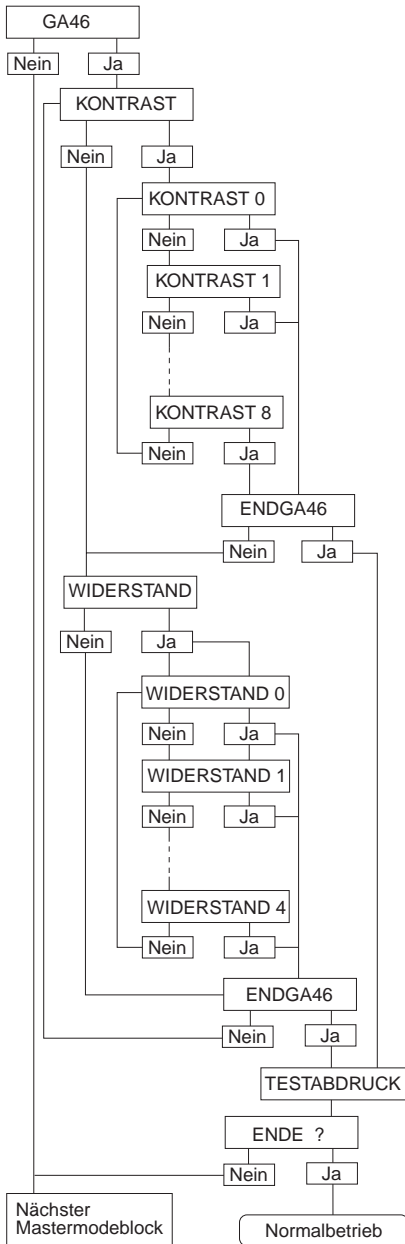 GA46
Nein Ja
KONTRAST
Nein Ja
KONTRAST 0
Nein Ja
KONTRAST 1
Nein Ja
KONTRAST 8
Nein Ja
ENDGA46
Nein Ja
WIDERSTAND
Nein Ja
WIDERSTAND 0
Nein Ja
WIDERSTAND 1
Nein Ja
WIDERSTAND 4
Nein Ja
ENDGA46
Nein Ja
TESTABDRUCK
ENDE ?
Nein Ja
Nächster
Mastermodeblock
Normalbetrieb